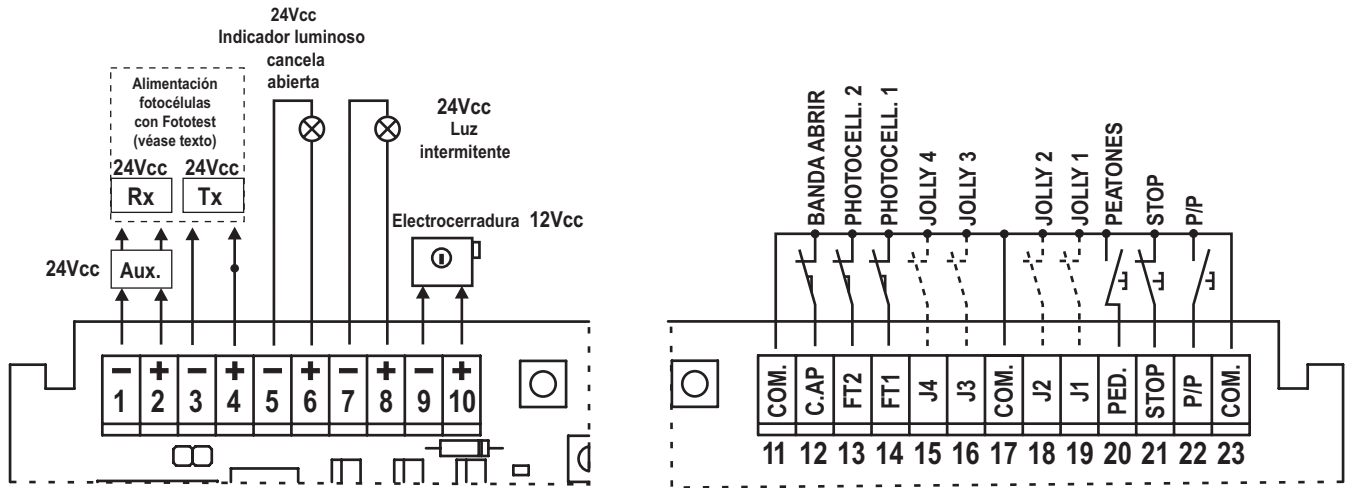 24Vcc
Indicador luminoso
cancela
abierta
Alimentación
fotocélulas
con Fototest
(véase texto)
24Vcc 24Vcc
Rx Tx
24Vcc
Aux.
24Vcc
Luz
intermitente
Electrocerradura 12Vcc
− + − + − + − + − +
1 2 3 4 5 6 7 8 9 10
BANDA ABRIR
PHOTOCELL. 2
PHOTOCELL. 1
JOLLY 4
JOLLY 3
JOLLY 2
JOLLY 1
PEATONES
STOP
P/P
COM. C.AP FT2 FT1 J4 J3 COM. J2 J1 PED. STOP P/P COM.
11 12 13 14 15 16 17 18 19 20 21 22 23